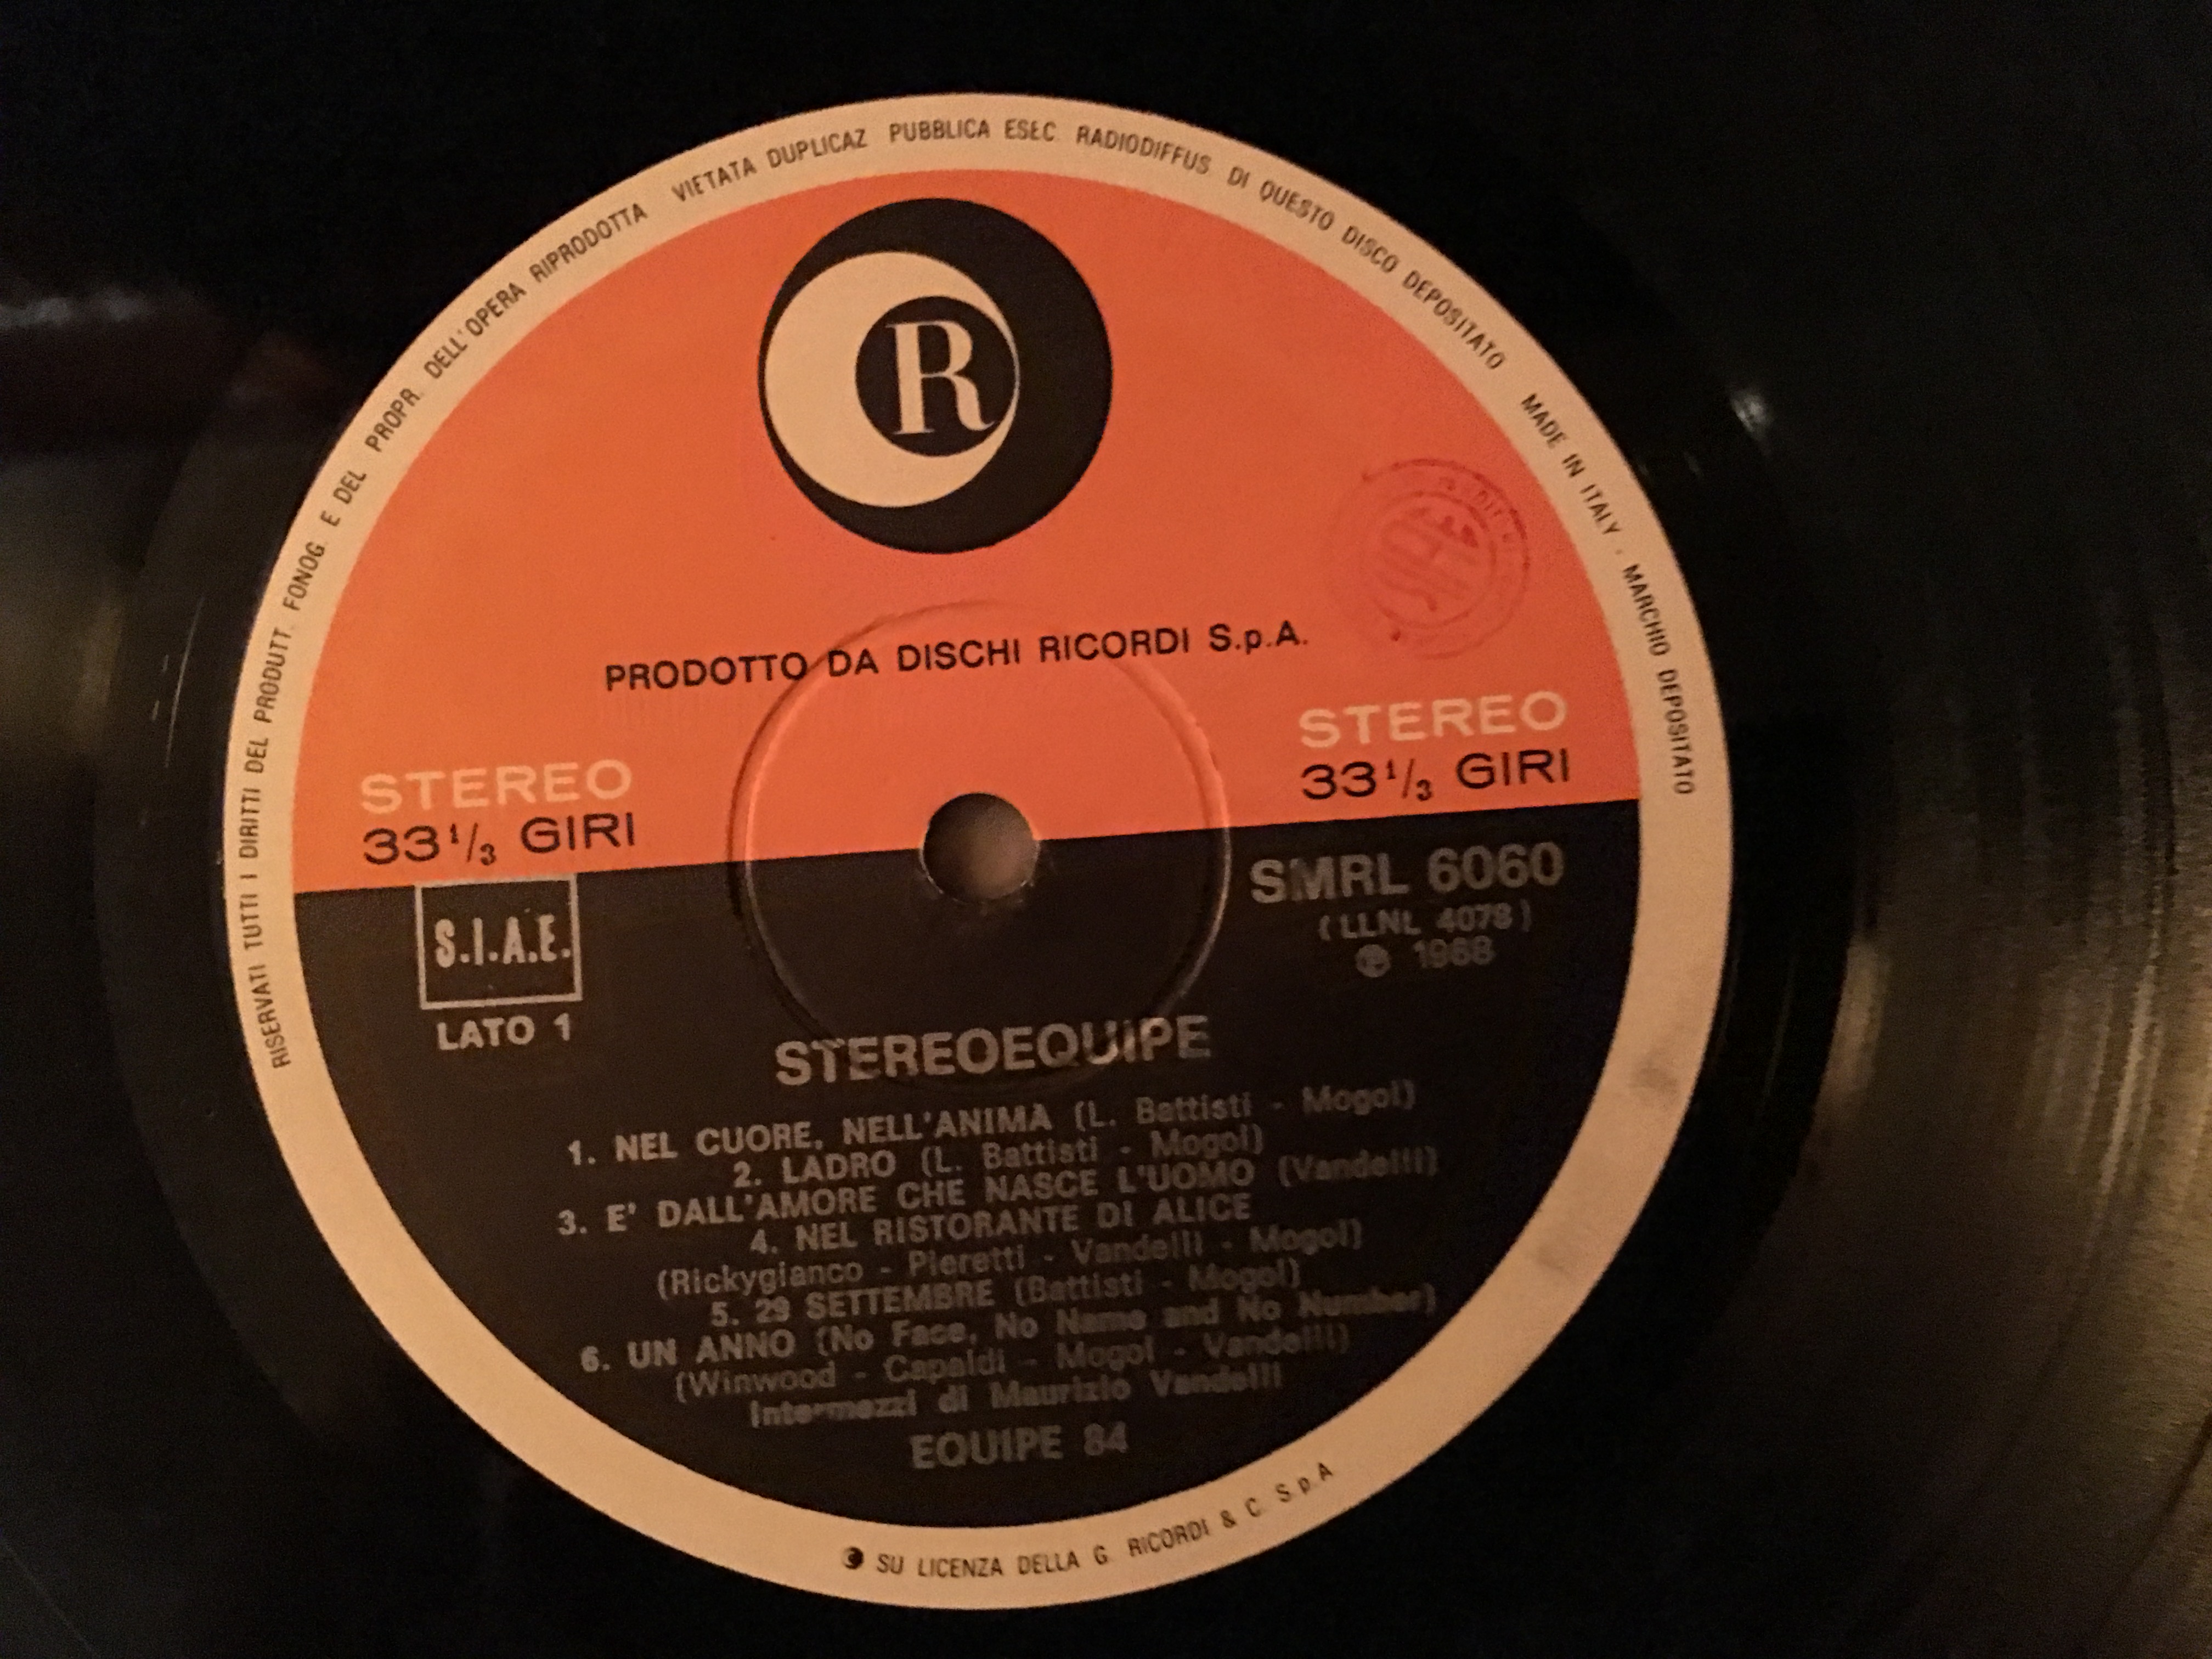 RISERVATI TUTTI I DIRITTI DEL PRODUTT. FONOG. E DEL PROPR. DELL'OPERA RIPRODOTTA VIETATA DUPLICAZ PUBBLICA ESEC. RADIODIFFUS DI QUESTO DISCO DEPOSITATO MADE IN ITALY - MARCHIO DEPOSITATO
R
SIAE
PRODOTTO DA DISCHI RICORDI S.p.A.
STEREO
33 1/3 GIRI
STEREO
33 1/3 GIRI
S.I.A.E.
LATO 1
SMRL 6060
(LLNL 4078)
℗ 1968
STEREOEQUIPE
1. NEL CUORE, NELL'ANIMA (L. Battisti - Mogol)
2. LADRO (L. Battisti - Mogol)
3. E' DALL'AMORE CHE NASCE L'UOMO (Vandelli)
4. NEL RISTORANTE DI ALICE
(Rickygianco - Pieretti - Vandelli - Mogol)
5. 29 SETTEMBRE (Battisti - Mogol)
6. UN ANNO (No Face, No Name and No Number)
(Winwood - Capaldi - Mogol - Vandelli)
Intermezzi di Maurizio Vandelli
EQUIPE 84
SU LICENZA DELLA G. RICORDI & C. S.p.A